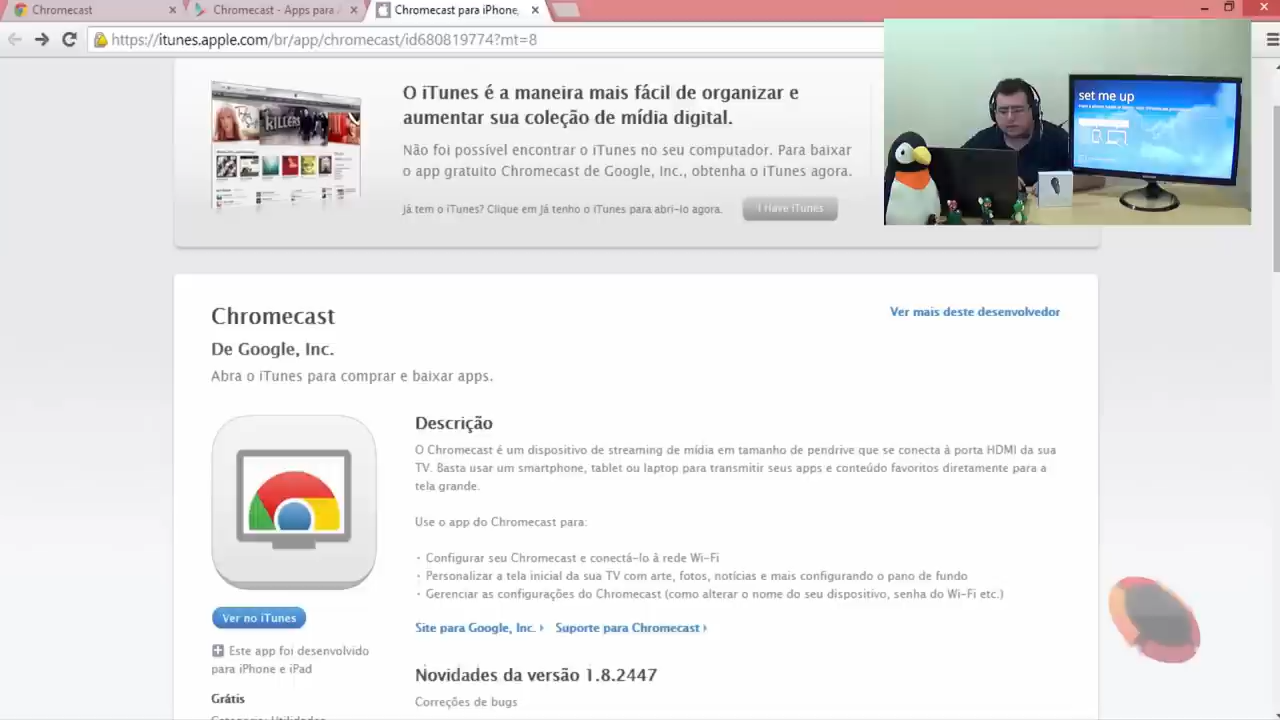 Chromecast
Chromecast - Apps para
Chromecast para iPhone,
https://itunes.apple.com/br/app/chromecast/id680819774?mt=8
O iTunes é a maneira mais fácil de organizar e
aumentar sua coleção de mídia digital.
Não foi possível encontrar o iTunes no seu computador. Para baixar
o app gratuito Chromecast de Google, Inc., obtenha o iTunes agora.
Já tem o iTunes? Clique em Já tenho o iTunes para abri-lo agora.
I Have iTunes
KILLERS
set me up
SAMSUNG
Chromecast
Ver mais deste desenvolvedor
De Google, Inc.
Abra o iTunes para comprar e baixar apps.
Descrição
O Chromecast é um dispositivo de streaming de mídia em tamanho de pendrive que se conecta à porta HDMI da sua
TV. Basta usar um smartphone, tablet ou laptop para transmitir seus apps e conteúdo favoritos diretamente para a
tela grande.
Use o app do Chromecast para:
• Configurar seu Chromecast e conectá-lo à rede Wi-Fi
• Personalizar a tela inicial da sua TV com arte, fotos, notícias e mais configurando o pano de fundo
• Gerenciar as configurações do Chromecast (como alterar o nome do seu dispositivo, senha do Wi-Fi etc.)
Ver no iTunes
Site para Google, Inc.
Suporte para Chromecast
Este app foi desenvolvido
para iPhone e iPad
Novidades da versão 1.8.2447
Grátis
Correções de bugs
Categoria: Utilidades